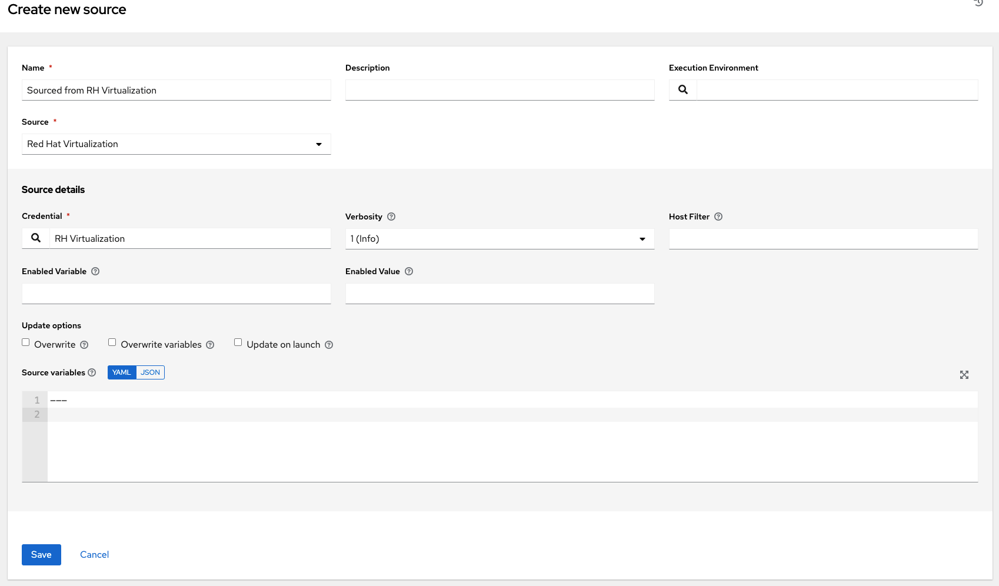 Create new source
Name *
Description
Execution Environment
Sourced from RH Virtualization
Source *
Red Hat Virtualization
Source details
Credential *
Verbosity
Host Filter
RH Virtualization
1 (Info)
Enabled Variable
Enabled Value
Update options
Overwrite
Overwrite variables
Update on launch
Source variables
YAML
JSON
1 ---
2
Save
Cancel